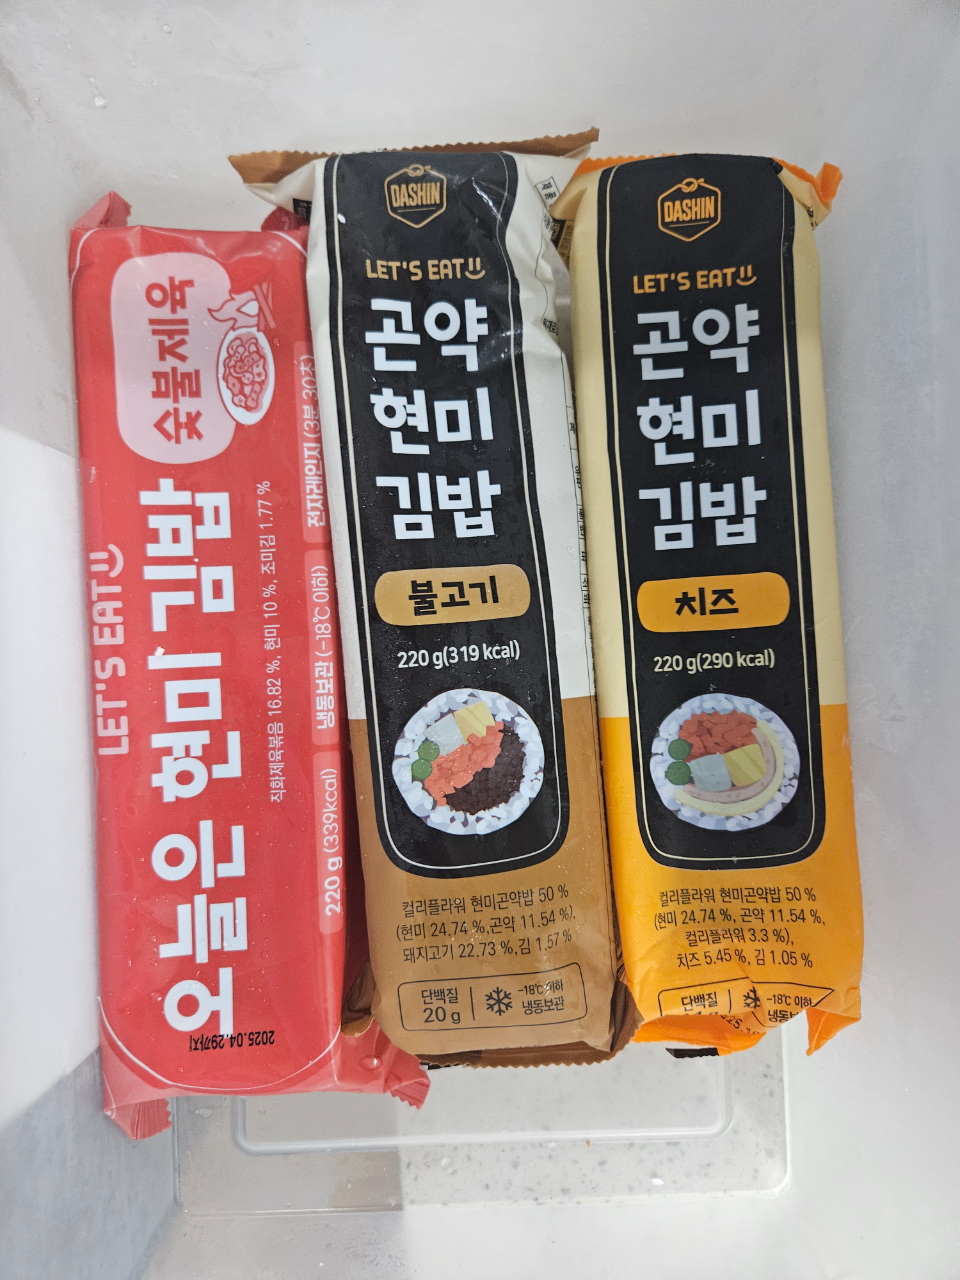 LET'S EAT
오늘은 현미 김밥
숯불제육
직화제육볶음 16.82 %, 현미 10 %, 조미김 1.77 %
220 g (339kcal)
냉동보관 (-18℃ 이하)
전자레인지 (3분 30초)
2025.04.29까지
DASHIN
LET'S EAT
곤약
현미
김밥
불고기
220 g(319 kcal)
컬리플라워 현미곤약밥 50 %
(현미 24.74 %, 곤약 11.54 %),
돼지고기 22.73 %, 김 1.57 %
단백질
20 g
-18℃ 이하
냉동보관
DASHIN
LET'S EAT
곤약
현미
김밥
치즈
220 g(290 kcal)
컬리플라워 현미곤약밥 50 %
(현미 24.74 %, 곤약 11.54 %,
컬리플라워 3.3 %),
치즈 5.45 %, 김 1.05 %
단백질
-18℃ 이하